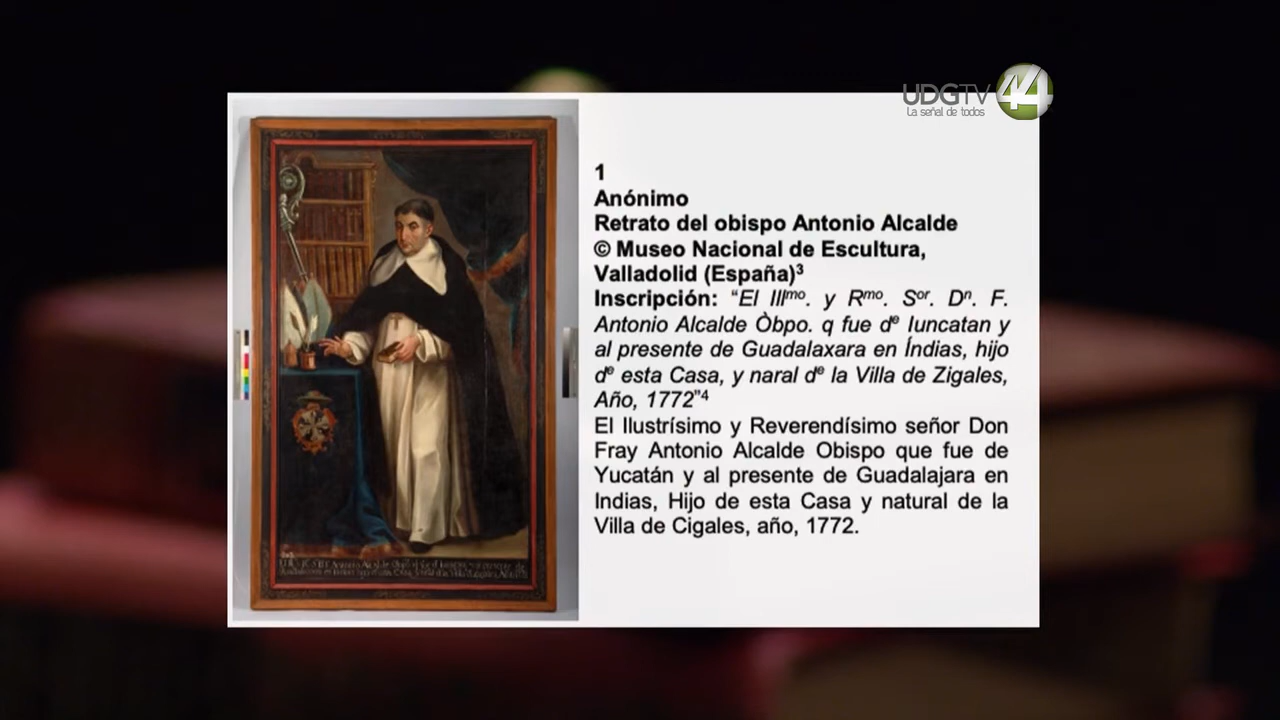 UDGTV 44
La señal de todos
1
Anónimo
Retrato del obispo Antonio Alcalde
© Museo Nacional de Escultura,
Valladolid (España)³
Inscripción: “El Illᵐᵒ. y Rᵐᵒ. Sᵒʳ. Dⁿ. F.
Antonio Alcalde Òbpo. q fue dᵉ Iuncatan y
al presente de Guadalaxara en Índias, hijo
dᵉ esta Casa, y naral dᵉ la Villa de Zigales,
Año, 1772”⁴
El Ilustrísimo y Reverendísimo señor Don
Fray Antonio Alcalde Obispo que fue de
Yucatán y al presente de Guadalajara en
Indias, Hijo de esta Casa y natural de la
Villa de Cigales, año, 1772.